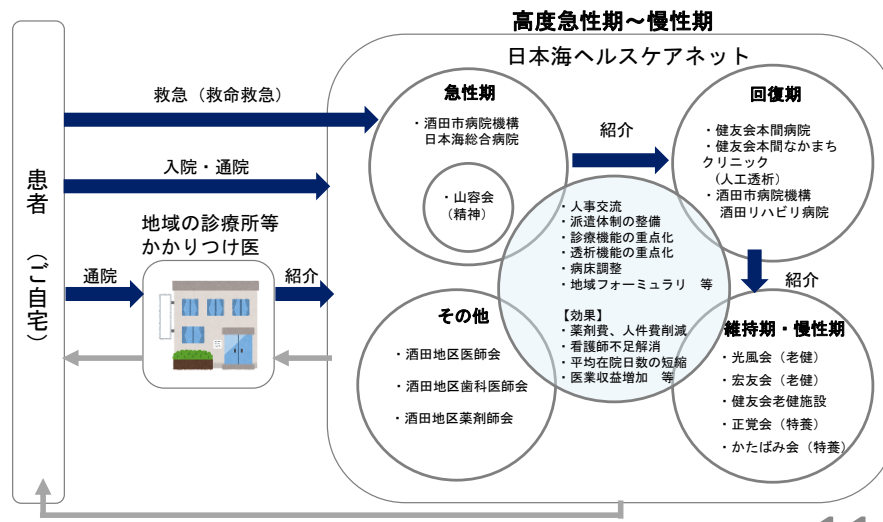 高度急性期～慢性期
日本海ヘルスケアネット
救急（救命救急）
入院・通院
患者
（ご自宅）
地域の診療所等
かかりつけ医
通院
紹介
急性期
・酒田市病院機構
日本海総合病院
・山容会
（精神）
紹介
回復期
・健友会本間病院
・健友会本間なかまち
クリニック
（人工透析）
・酒田市病院機構
酒田リハビリ病院
・人事交流
・派遣体制の整備
・診療機能の重点化
・透析機能の重点化
・病床調整
・地域フォーミュラリ　等
【効果】
・薬剤費、人件費削減
・看護師不足解消
・平均在院日数の短縮
・医業収益増加　等
紹介
その他
・酒田地区医師会
・酒田地区歯科医師会
・酒田地区薬剤師会
維持期・慢性期
・光風会（老健）
・宏友会（老健）
・健友会老健施設
・正覚会（特養）
・かたばみ会（特養）